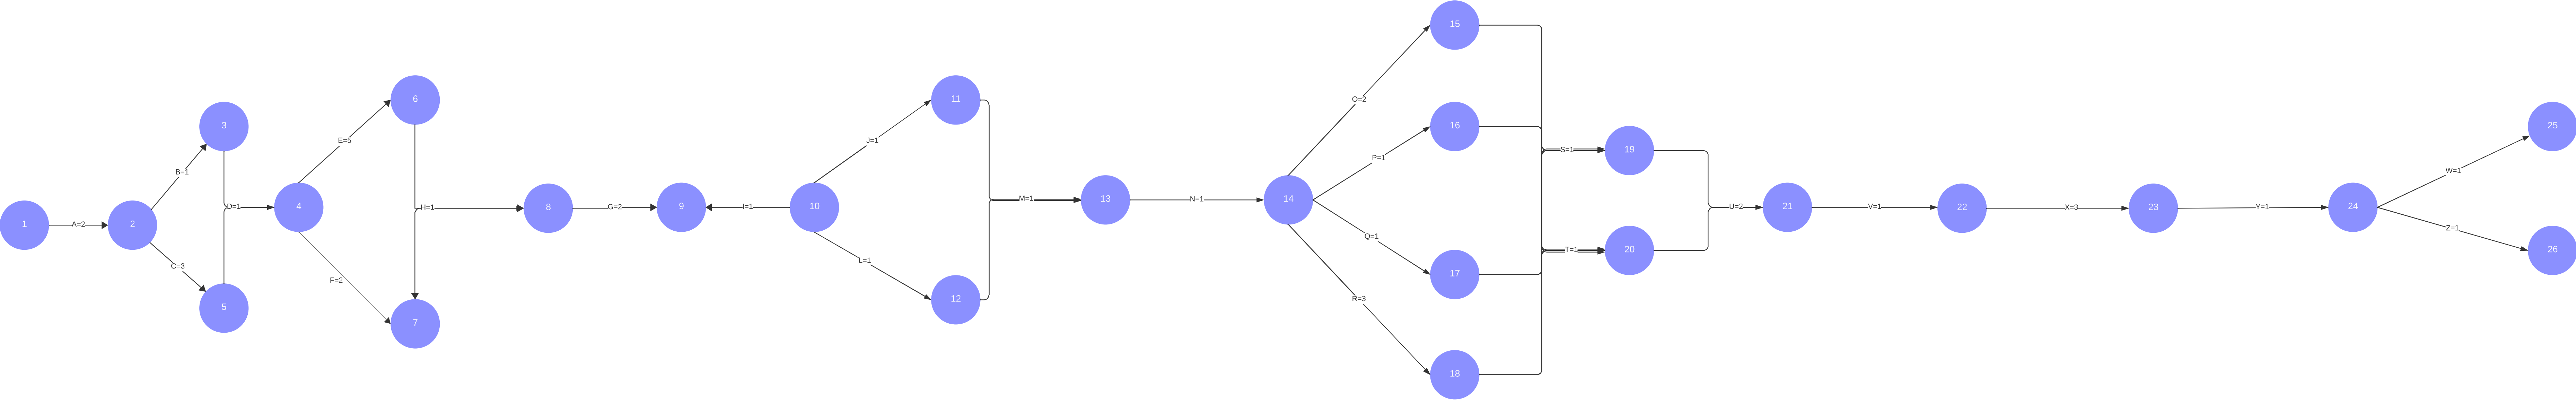 1
A=2
2
B=1
C=3
3
5
D=1
4
E=5
F=2
6
7
H=1
8
G=2
9
I=1
10
J=1
L=1
11
12
M=1
13
N=1
14
O=2
P=1
Q=1
R=3
15
16
17
18
S=1
T=1
19
20
U=2
21
V=1
22
X=3
23
Y=1
24
W=1
Z=1
25
26